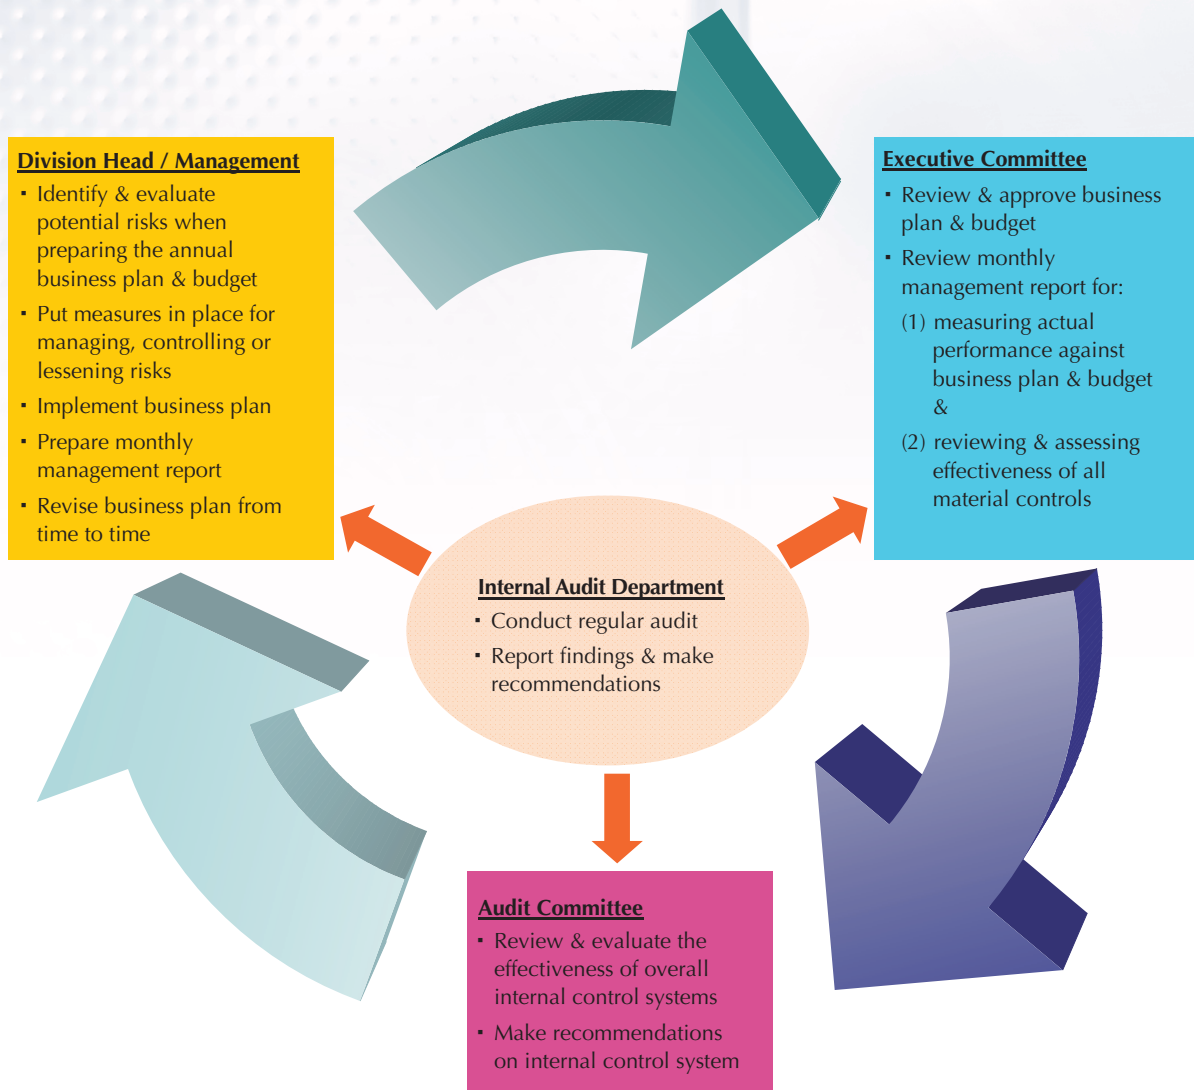 Division Head / Management
▪ Identify & evaluate
potential risks when
preparing the annual
business plan & budget
▪ Put measures in place for
managing, controlling or
lessening risks
▪ Implement business plan
▪ Prepare monthly
management report
▪ Revise business plan from
time to time
Executive Committee
▪ Review & approve business
plan & budget
▪ Review monthly
management report for:
(1) measuring actual
performance against
business plan & budget
&
(2) reviewing & assessing
effectiveness of all
material controls
Internal Audit Department
▪ Conduct regular audit
▪ Report findings & make
recommendations
Audit Committee
▪ Review & evaluate the
effectiveness of overall
internal control systems
▪ Make recommendations
on internal control system